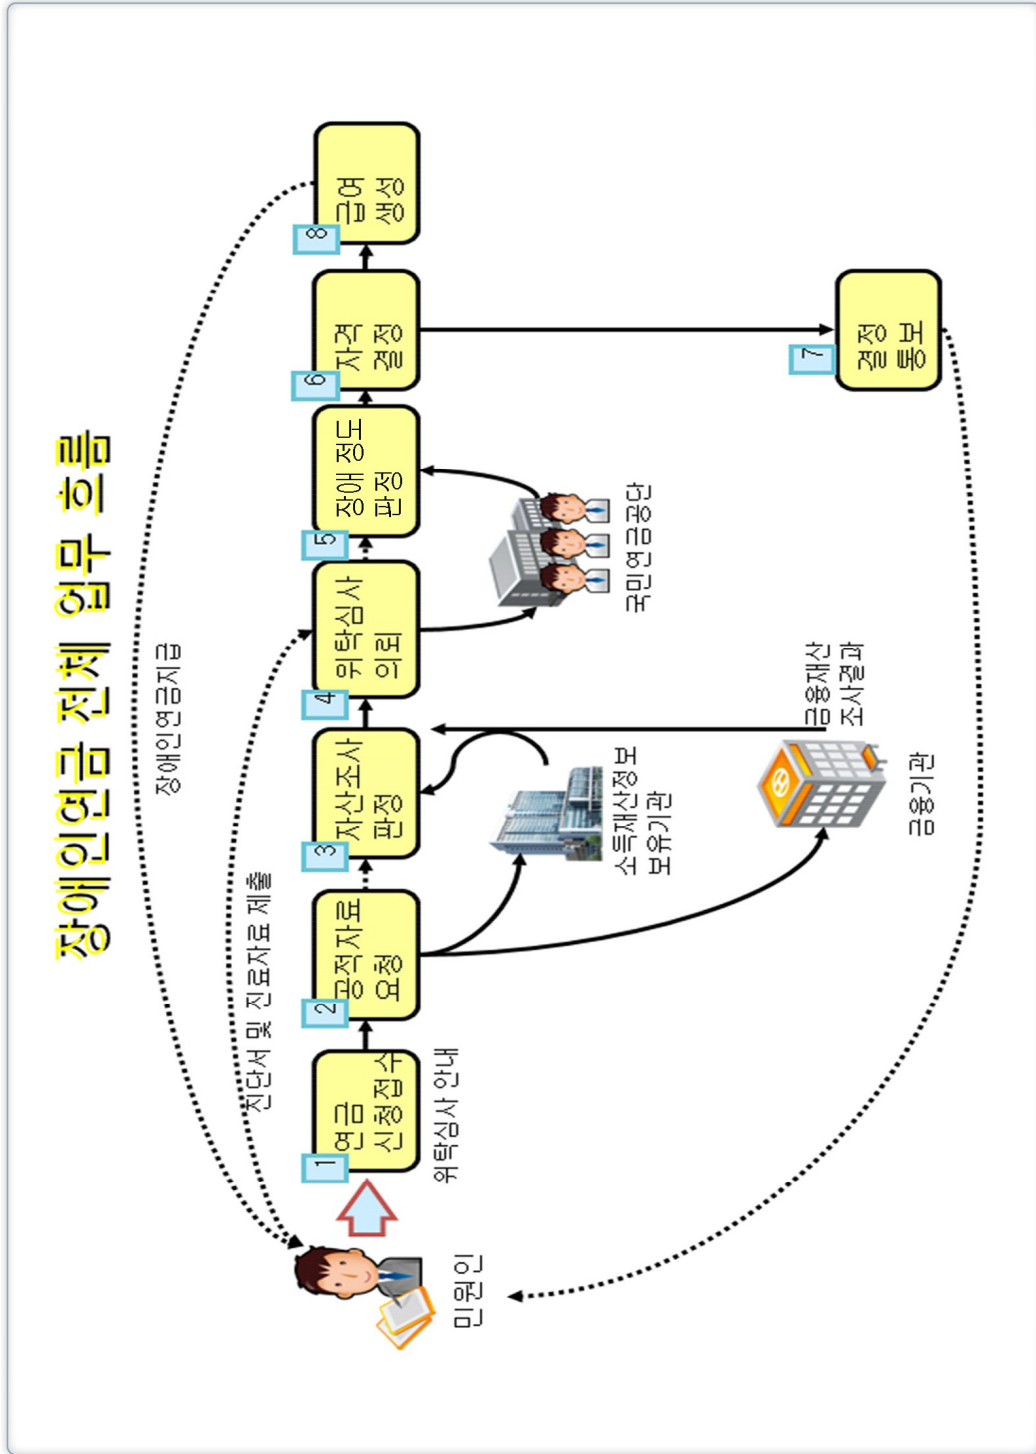 장애인연금 전체 업무 흐름
장애인연금지급
진단서 및 진료자료 제출
1
연금
신청접수
2
공적자료
요청
3
자산조사
판정
4
위탁심사
의뢰
5
장애 정도
판정
6
자격
결정
8
급여
생성
민원인
위탁심사 안내
소득재산정보
보유기관
국민연금공단
7
결정
통보
금융재산
조사결과
금융기관